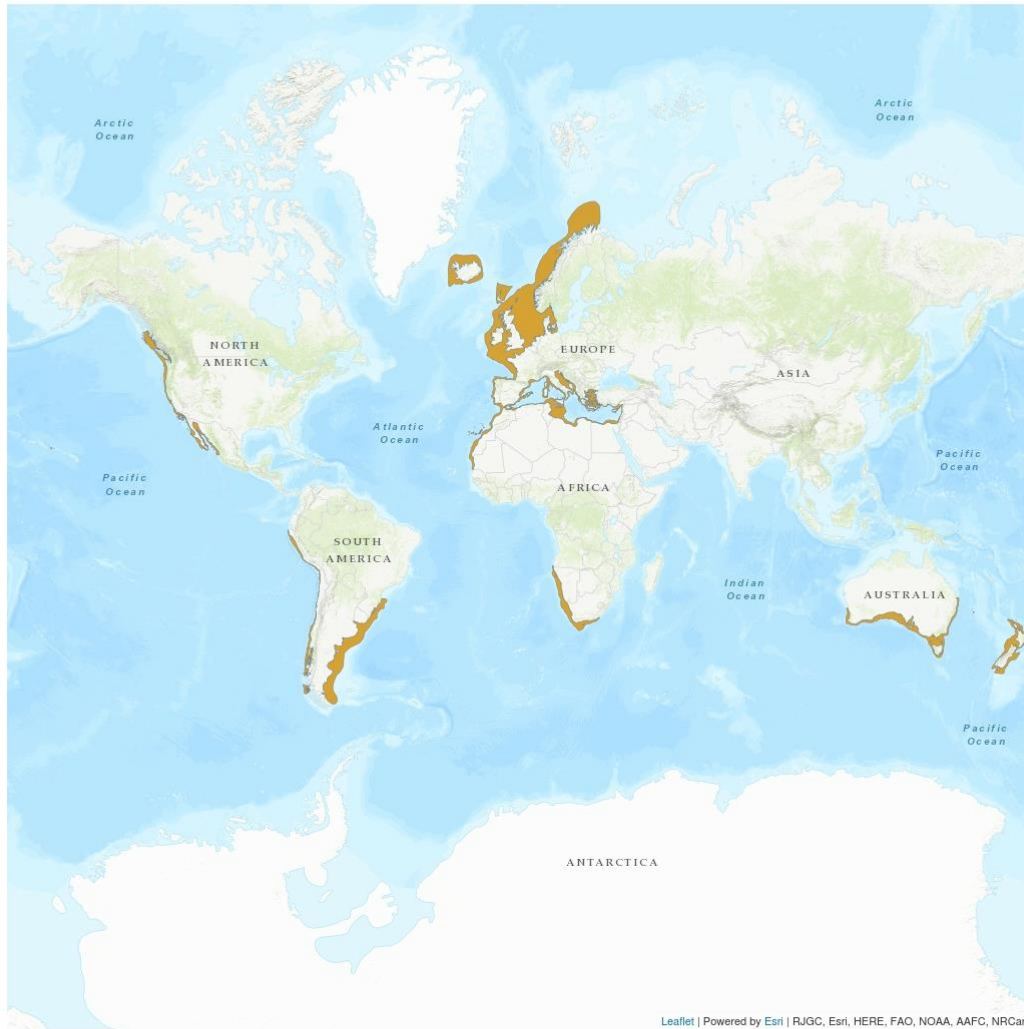 Arctic
Ocean
Arctic
Ocean
NORTH
AMERICA
EUROPE
ASIA
Atlantic
Ocean
Pacific
Ocean
Pacific
Ocean
AFRICA
SOUTH
AMERICA
Indian
Ocean
AUSTRALIA
Pacific
Ocean
ANTARCTICA
Leaflet | Powered by Esri | RJGC, Esri, HERE, FAO, NOAA, AAFC, NRCan